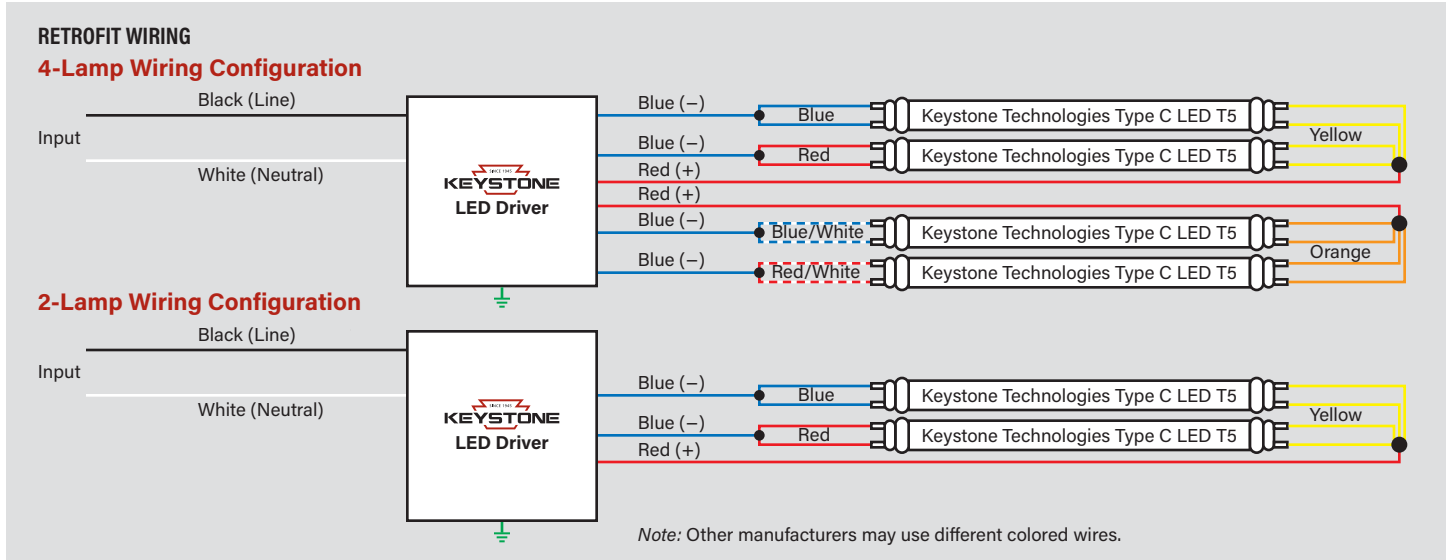 RETROFIT WIRING
4-Lamp Wiring Configuration
Black (Line)
Input
White (Neutral)
SINCE 1945
KEYSTONE
LED Driver
Blue (−)
Blue
Keystone Technologies Type C LED T5
Yellow
Blue (−)
Red
Keystone Technologies Type C LED T5
Red (+)
Red (+)
Blue (−)
Blue/White
Keystone Technologies Type C LED T5
Orange
Blue (−)
Red/White
Keystone Technologies Type C LED T5
2-Lamp Wiring Configuration
Black (Line)
Input
White (Neutral)
SINCE 1945
KEYSTONE
LED Driver
Blue (−)
Blue
Keystone Technologies Type C LED T5
Yellow
Blue (−)
Red
Keystone Technologies Type C LED T5
Red (+)
Note: Other manufacturers may use different colored wires.